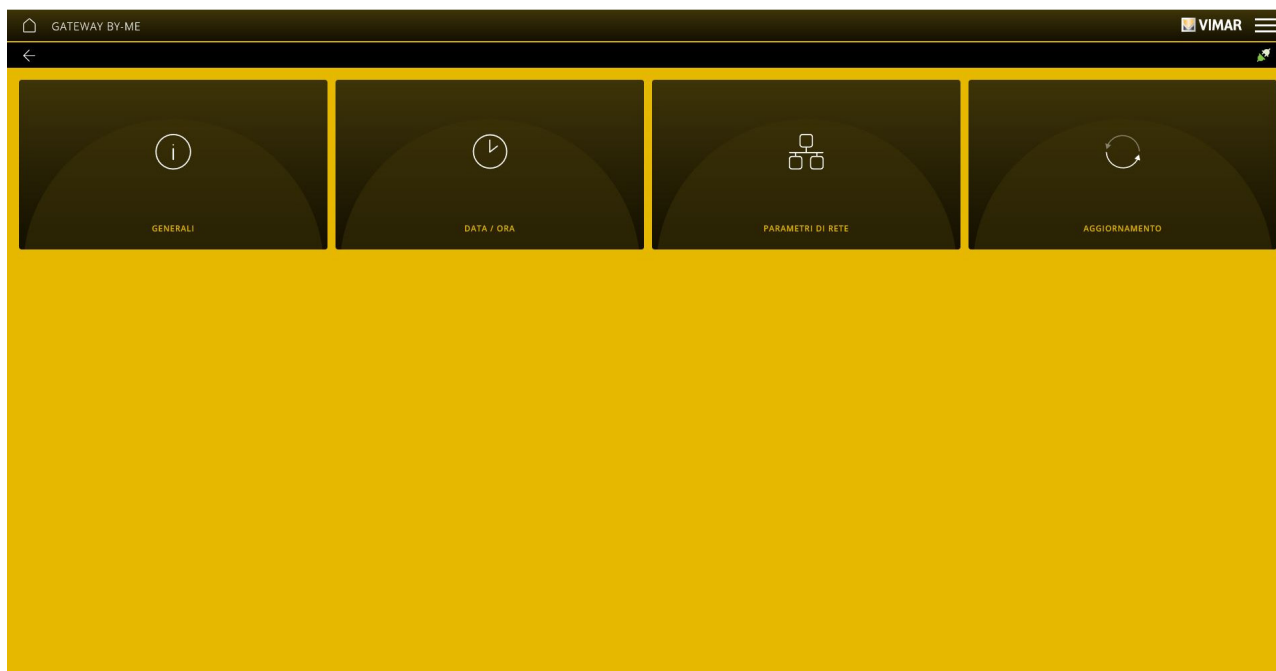 GATEWAY BY-ME
VIMAR
GENERALI
DATA / ORA
PARAMETRI DI RETE
AGGIORNAMENTO